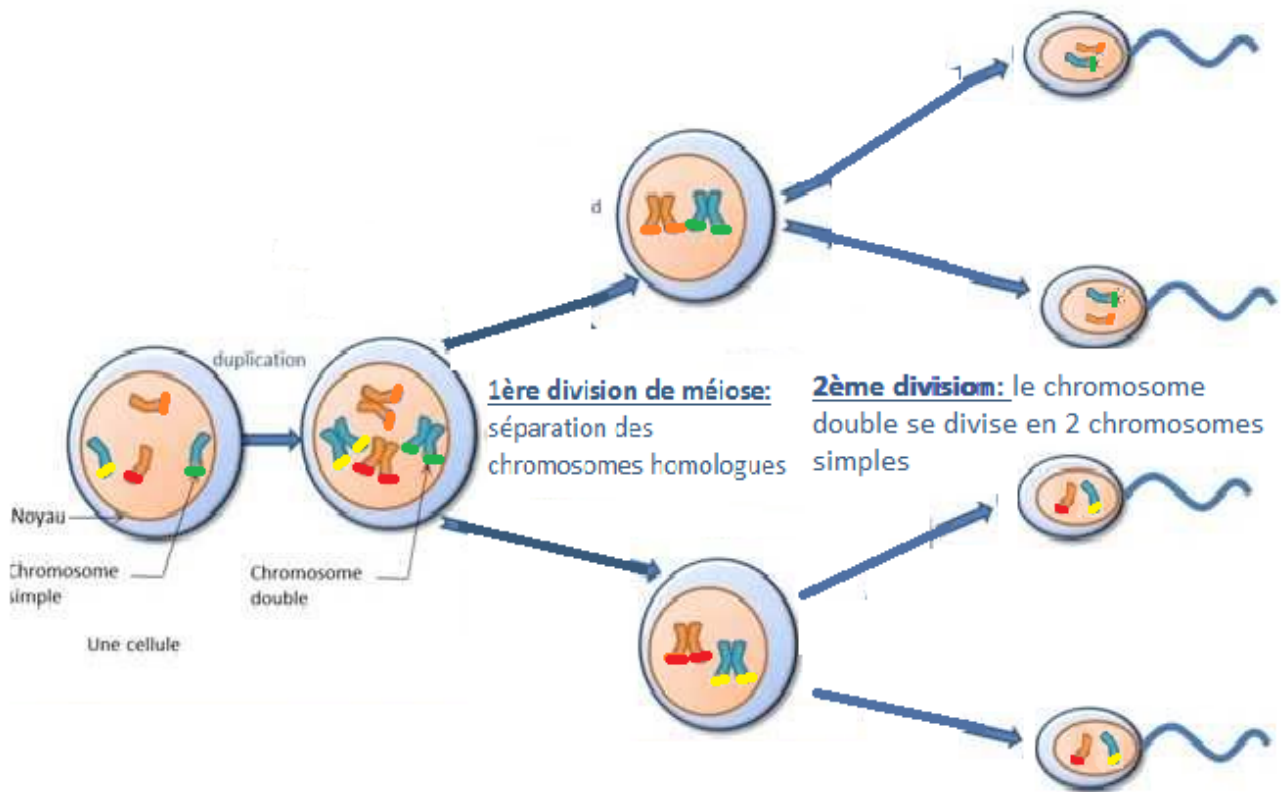 d
duplication
1ère division de méiose:
séparation des
chromosomes homologues
2ème division: le chromosome
double se divise en 2 chromosomes
simples
Noyau
Chromosome
simple
Chromosome
double
Une cellule